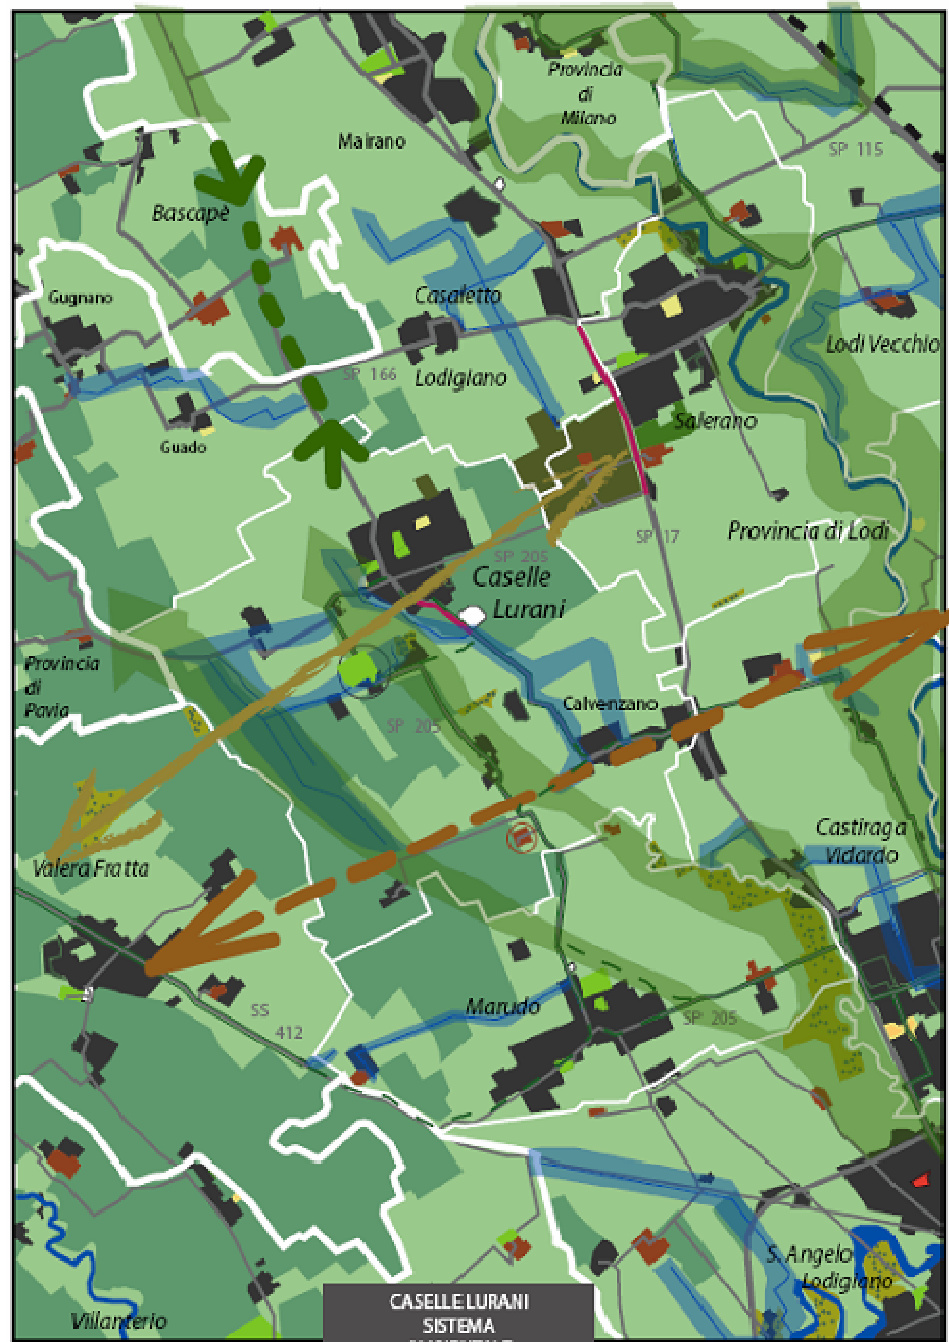 Provincia
di
Milano
Mairano
SP 115
Bascapè
Gugnano
Casaletto
Lodi Vecchio
SP 166
Lodigiano
Salerano
Guado
SP 17
Provincia di Lodi
SP 205
Caselle
Lurani
Provincia
di
Pavia
Calvenzano
SP 205
Castiraga
Vidardo
Valera Fratta
Marudo
SS
412
SP 205
S. Angelo
Lodigiano
Villanterio
CASELLE LURANI
SISTEMA